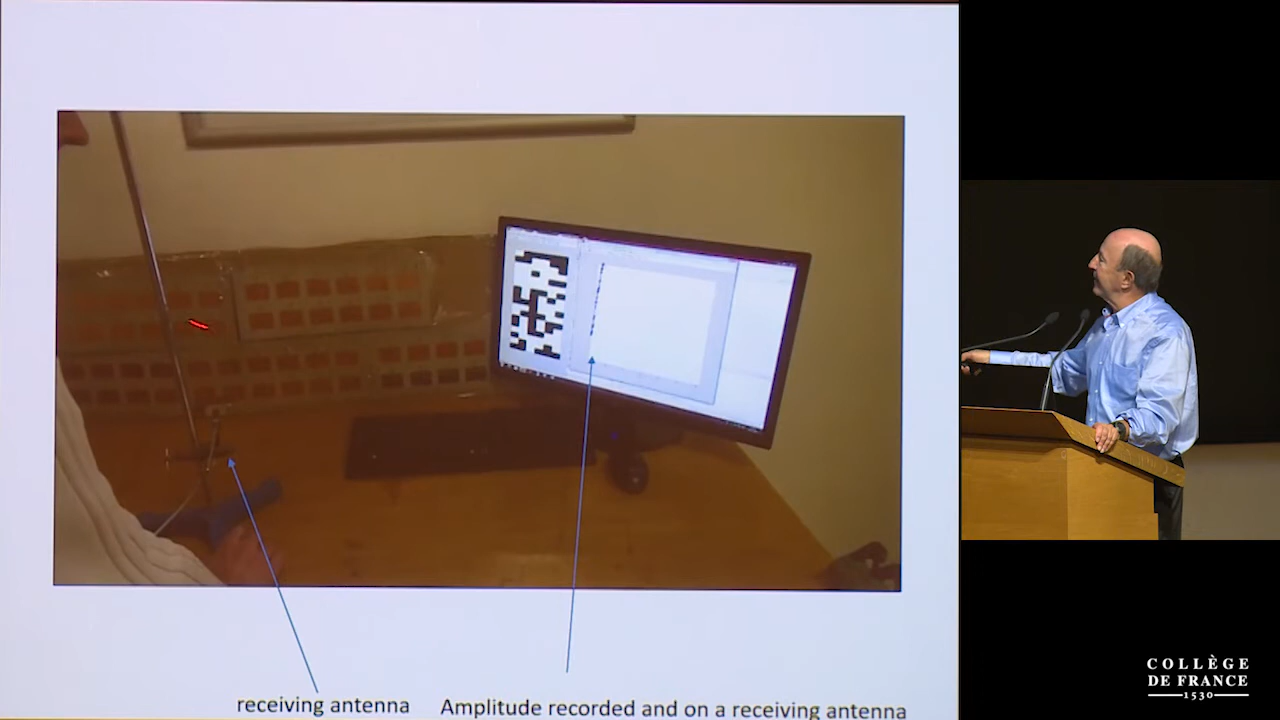 receiving antenna
Amplitude recorded and on a receiving antenna
COLLÈGE
DE FRANCE
1530